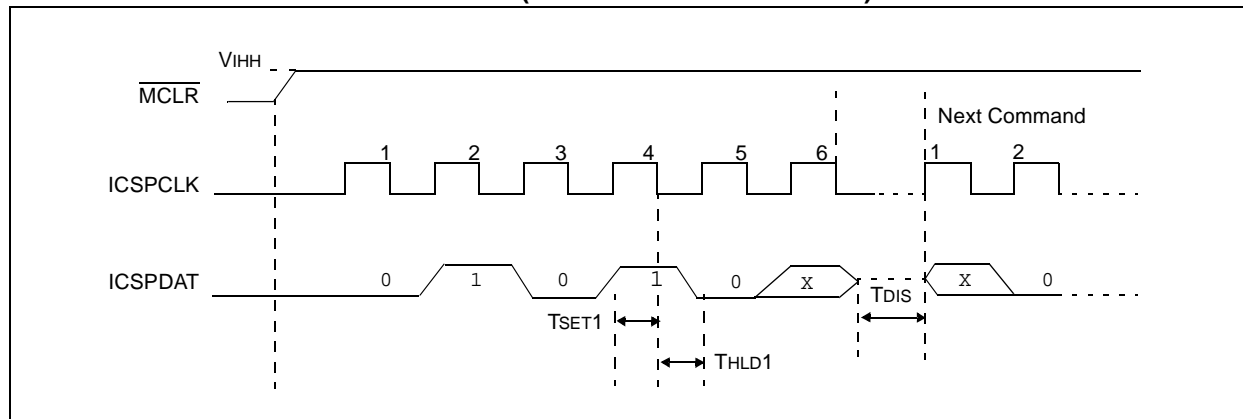 VIHH
MCLR
Next Command
1 2 3 4 5 6 1 2
ICSPCLK
ICSPDAT
0 1 0 1 0 X X 0
TDIS
TSET1
THLD1